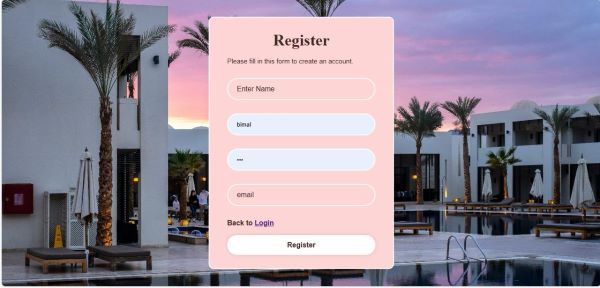 Register
Please fill in this form to create an account.
Enter Name
bimal
•••
email
Back to Login
Register